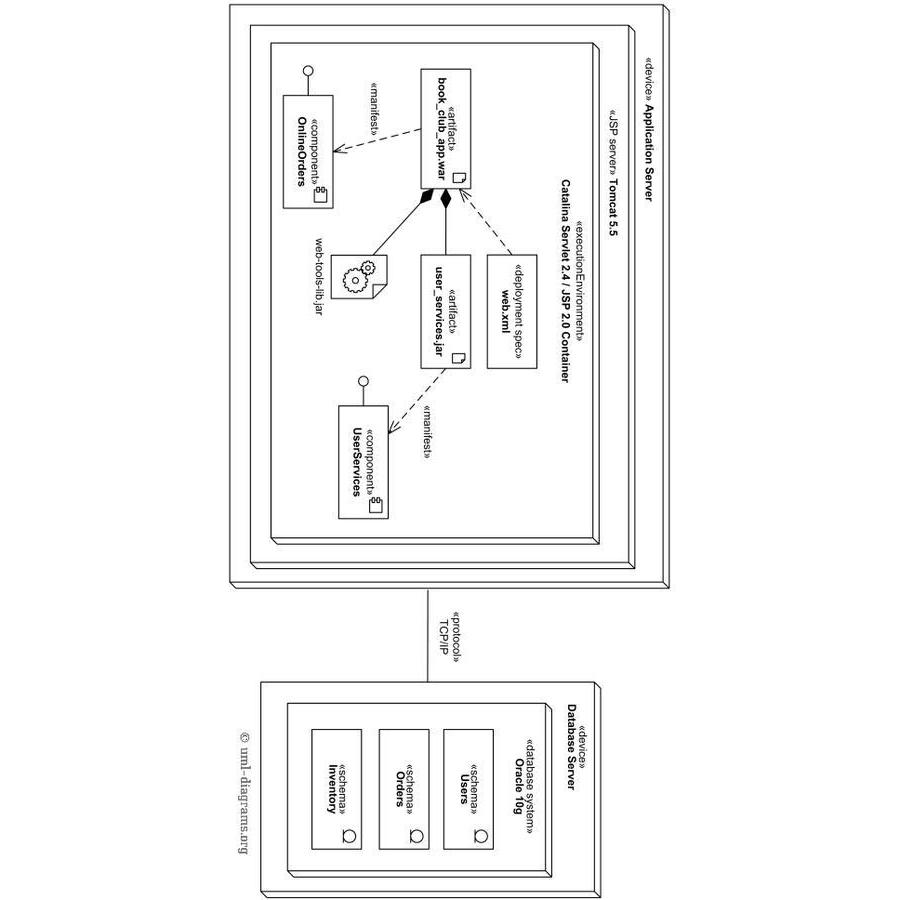 «device» Application Server
«JSP server» Tomcat 5.5
«executionEnvironment»
Catalina Servlet 2.4 / JSP 2.0 Container
«artifact»
book_club_app.war
«deployment spec»
web.xml
«manifest»
«artifact»
user_services.jar
«component»
OnlineOrders
web-tools-lib.jar
«manifest»
«component»
UserServices
«protocol»
TCP/IP
«device»
Database Server
«database system»
Oracle 10g
«schema»
Users
«schema»
Orders
«schema»
Inventory
© uml-diagrams.org